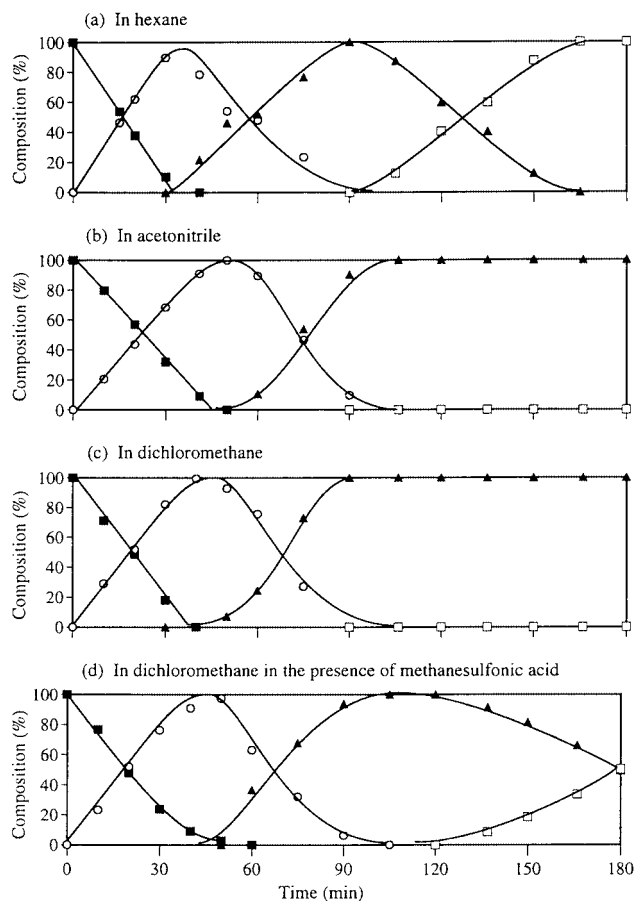 (a) In hexane
Composition (%)
100
80
60
40
20
0
(b) In acetonitrile
Composition (%)
100
80
60
40
20
0
(c) In dichloromethane
Composition (%)
100
80
60
40
20
0
(d) In dichloromethane in the presence of methanesulfonic acid
Composition (%)
100
80
60
40
20
0
0 30 60 90 120 150 180
Time (min)